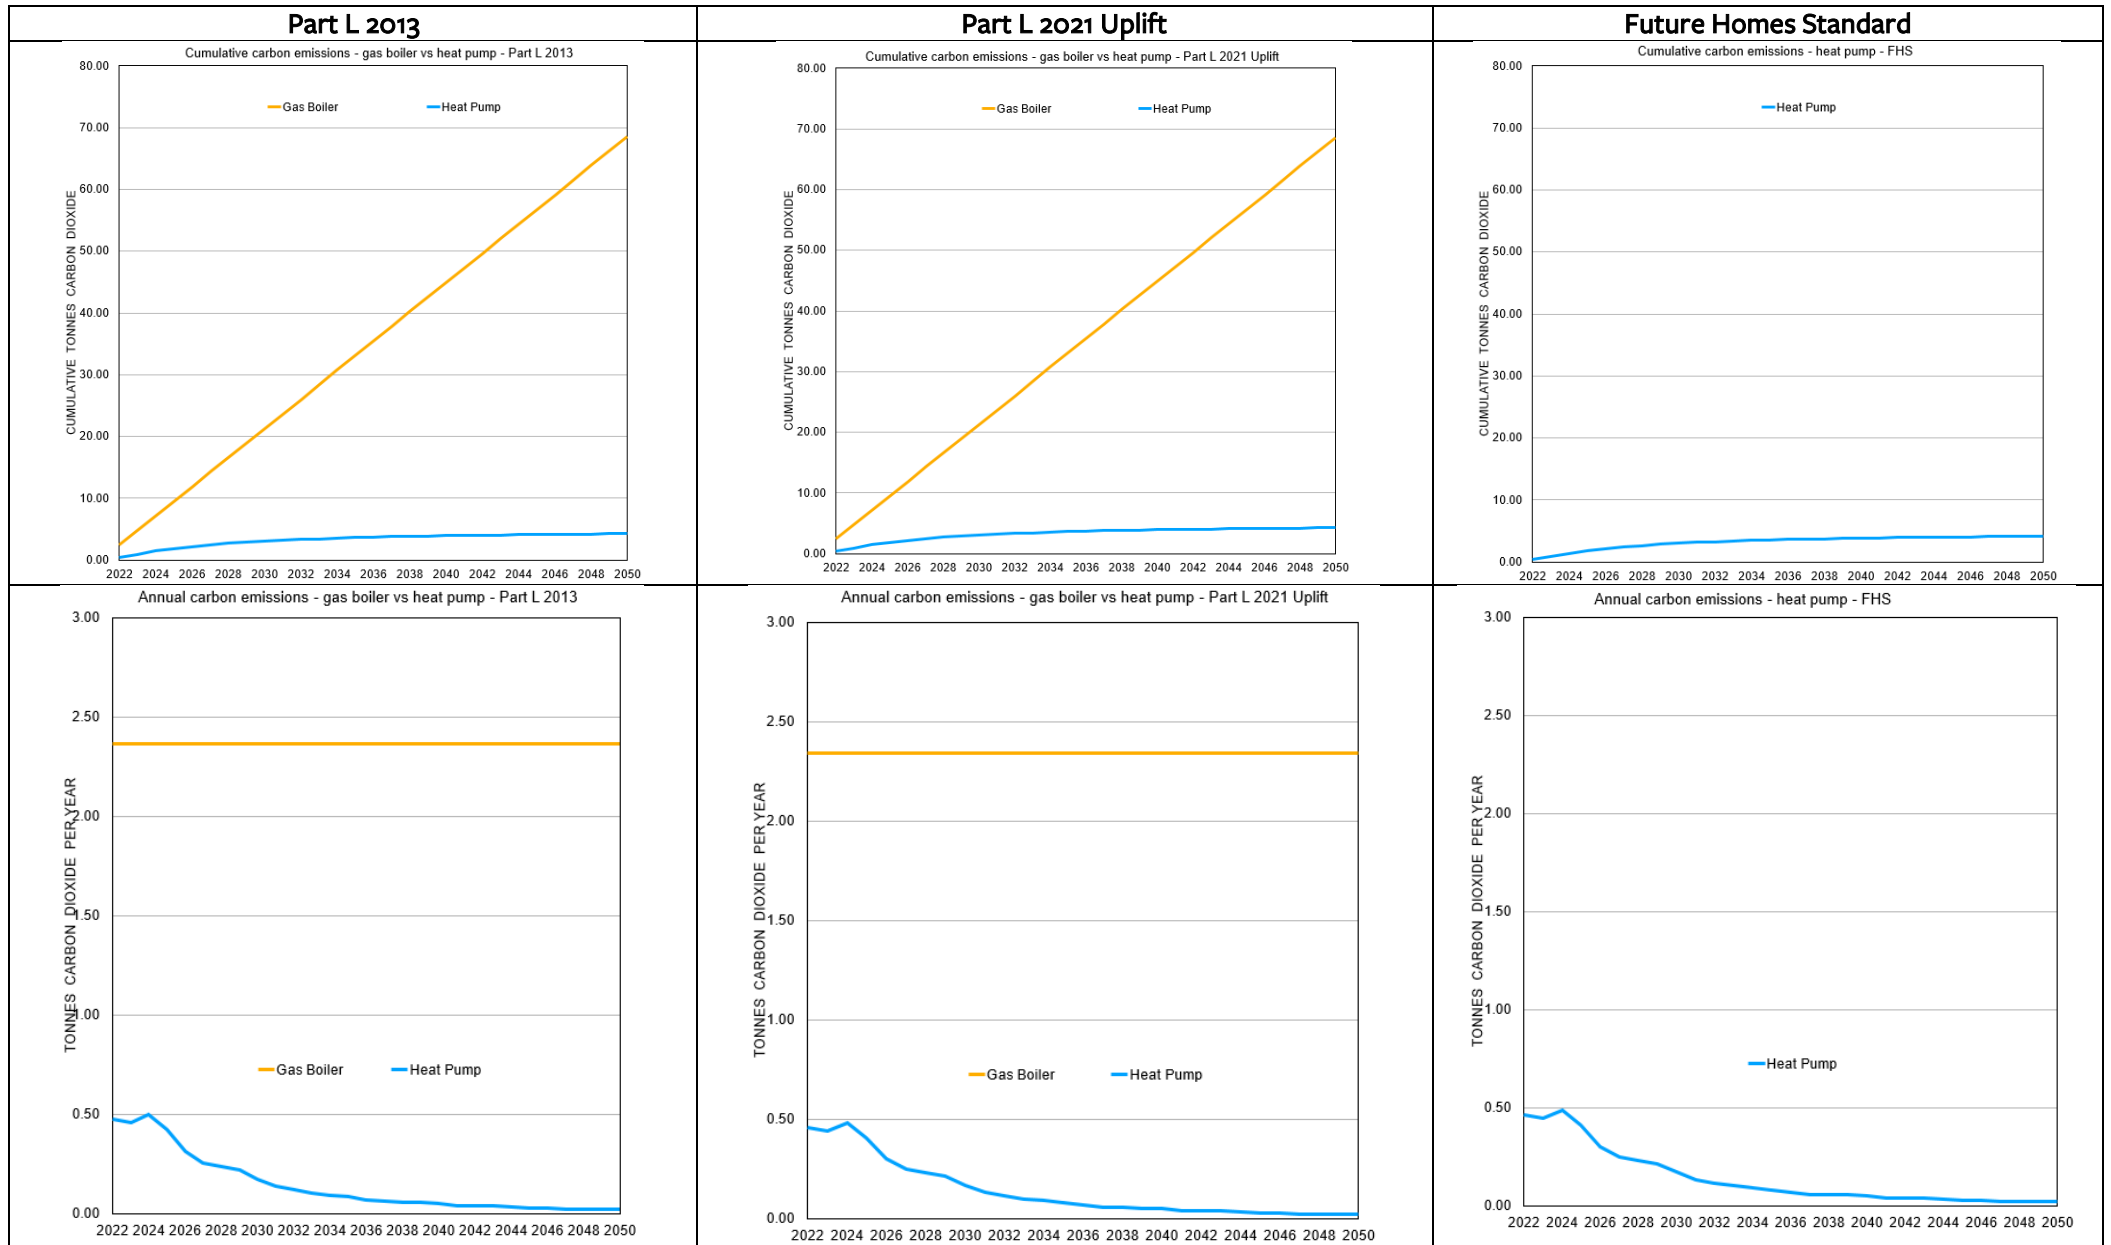 Part L 2013
Part L 2021 Uplift
Future Homes Standard
Cumulative carbon emissions - gas boiler vs heat pump - Part L 2013
80.00
70.00
60.00
50.00
40.00
30.00
20.00
10.00
0.00
CUMULATIVE TONNES CARBON DIOXIDE
Gas Boiler
Heat Pump
2022 2024 2026 2028 2030 2032 2034 2036 2038 2040 2042 2044 2046 2048 2050
Cumulative carbon emissions - gas boiler vs heat pump - Part L 2021 Uplift
80.00
70.00
60.00
50.00
40.00
30.00
20.00
10.00
0.00
CUMULATIVE TONNES CARBON DIOXIDE
Gas Boiler
Heat Pump
2022 2024 2026 2028 2030 2032 2034 2036 2038 2040 2042 2044 2046 2048 2050
Cumulative carbon emissions - heat pump - FHS
80.00
70.00
60.00
50.00
40.00
30.00
20.00
10.00
0.00
CUMULATIVE TONNES CARBON DIOXIDE
Heat Pump
2022 2024 2026 2028 2030 2032 2034 2036 2038 2040 2042 2044 2046 2048 2050
Annual carbon emissions - gas boiler vs heat pump - Part L 2013
3.00
2.50
2.00
1.50
1.00
0.50
0.00
TONNES CARBON DIOXIDE PER YEAR
Gas Boiler
Heat Pump
2022 2024 2026 2028 2030 2032 2034 2036 2038 2040 2042 2044 2046 2048 2050
Annual carbon emissions - gas boiler vs heat pump - Part L 2021 Uplift
3.00
2.50
2.00
1.50
1.00
0.50
0.00
TONNES CARBON DIOXIDE PER YEAR
Gas Boiler
Heat Pump
2022 2024 2026 2028 2030 2032 2034 2036 2038 2040 2042 2044 2046 2048 2050
Annual carbon emissions - heat pump - FHS
3.00
2.50
2.00
1.50
1.00
0.50
0.00
TONNES CARBON DIOXIDE PER YEAR
Heat Pump
2022 2024 2026 2028 2030 2032 2034 2036 2038 2040 2042 2044 2046 2048 2050